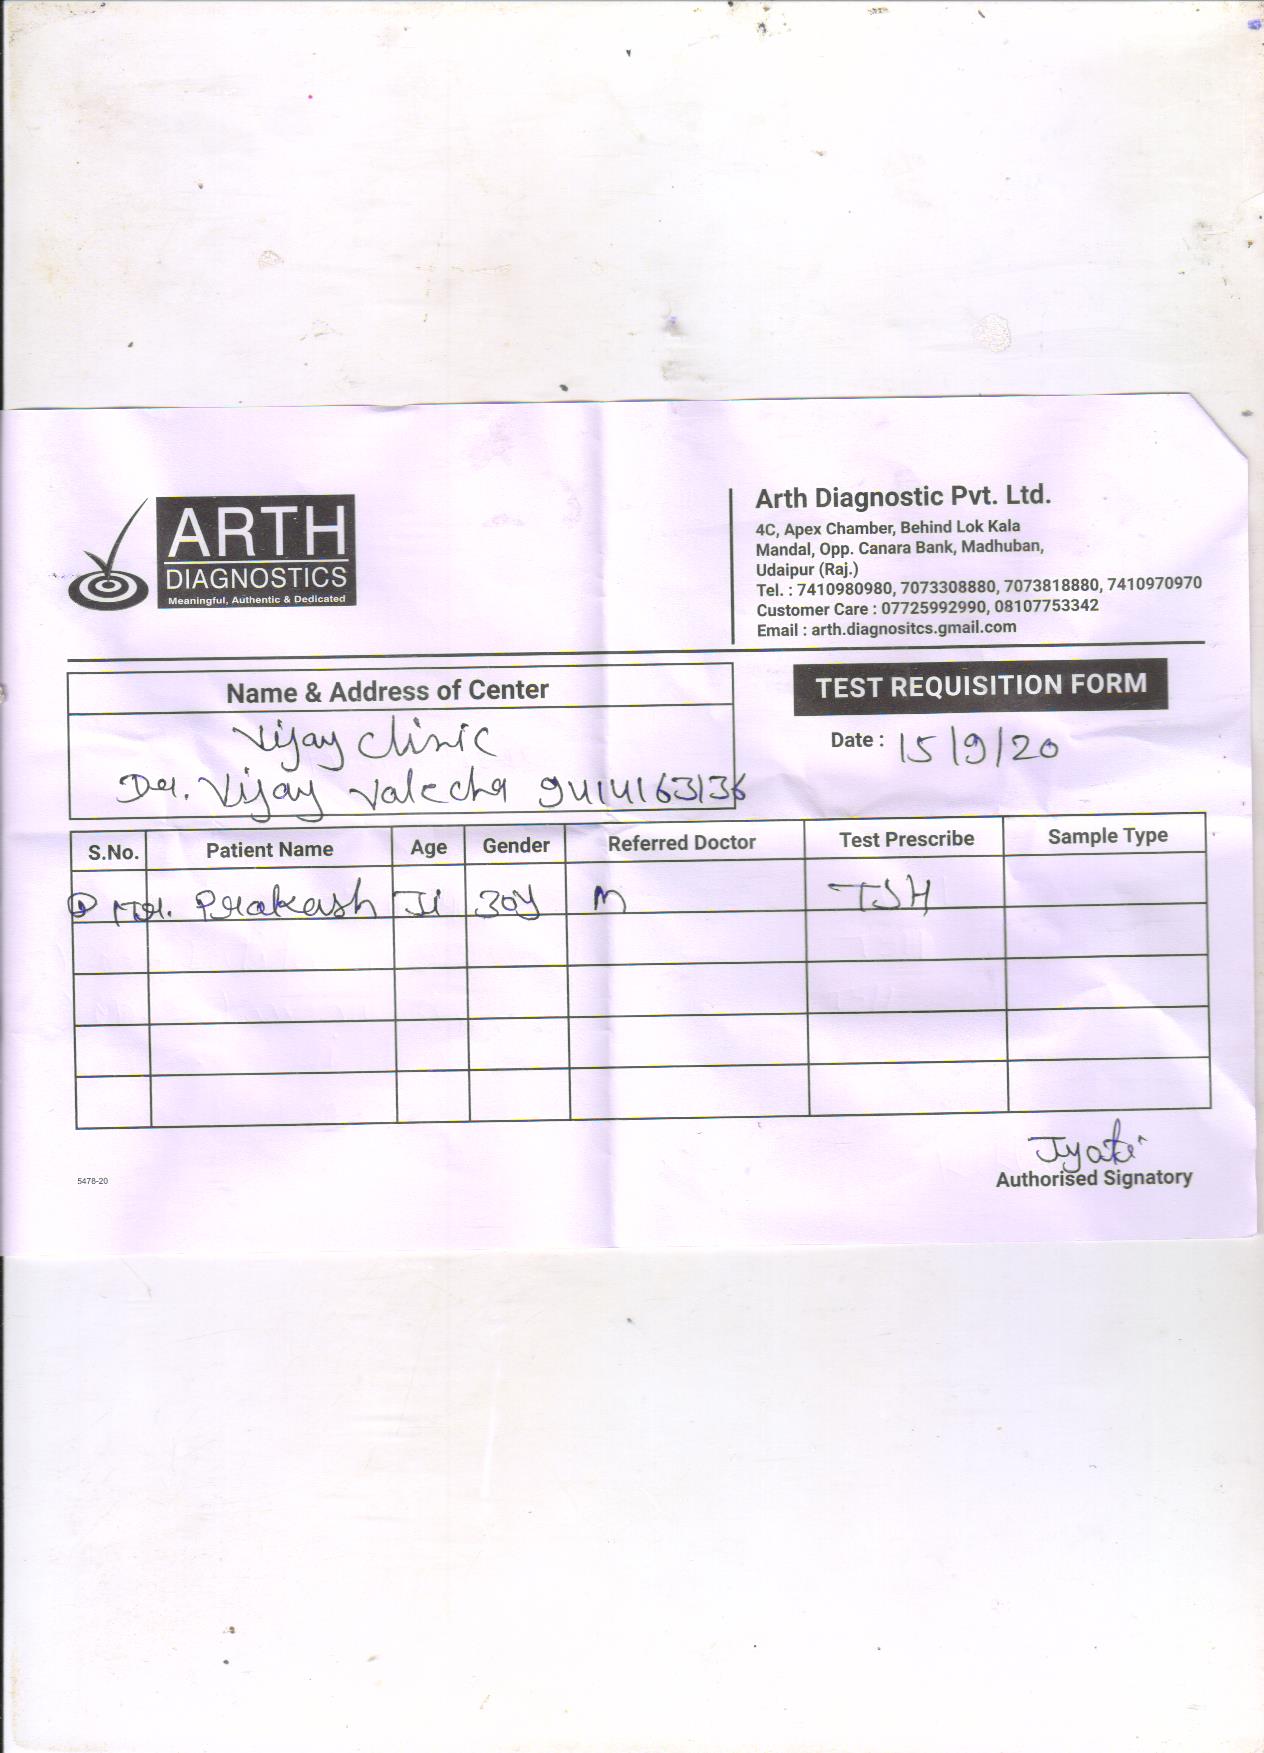 ARTH
DIAGNOSTICS
Meaningful, Authentic & Dedicated
Arth Diagnostic Pvt. Ltd.
4C, Apex Chamber, Behind Lok Kala
Mandal, Opp. Canara Bank, Madhuban,
Udaipur (Raj.)
Tel. : 7410980980, 7073308880, 7073818880, 7410970970
Customer Care : 07725992990, 08107753342
Email : arth.diagnositcs.gmail.com
Name & Address of Center
Vijay Clinic
Dr. Vijay Valecha 9414163136
TEST REQUISITION FORM
Date : 15/9/20
S.No. Patient Name Age Gender Referred Doctor Test Prescribe Sample Type
1 Mr. Prakash Ji 30y M TSH
Jyoti
Authorised Signatory
5478-20